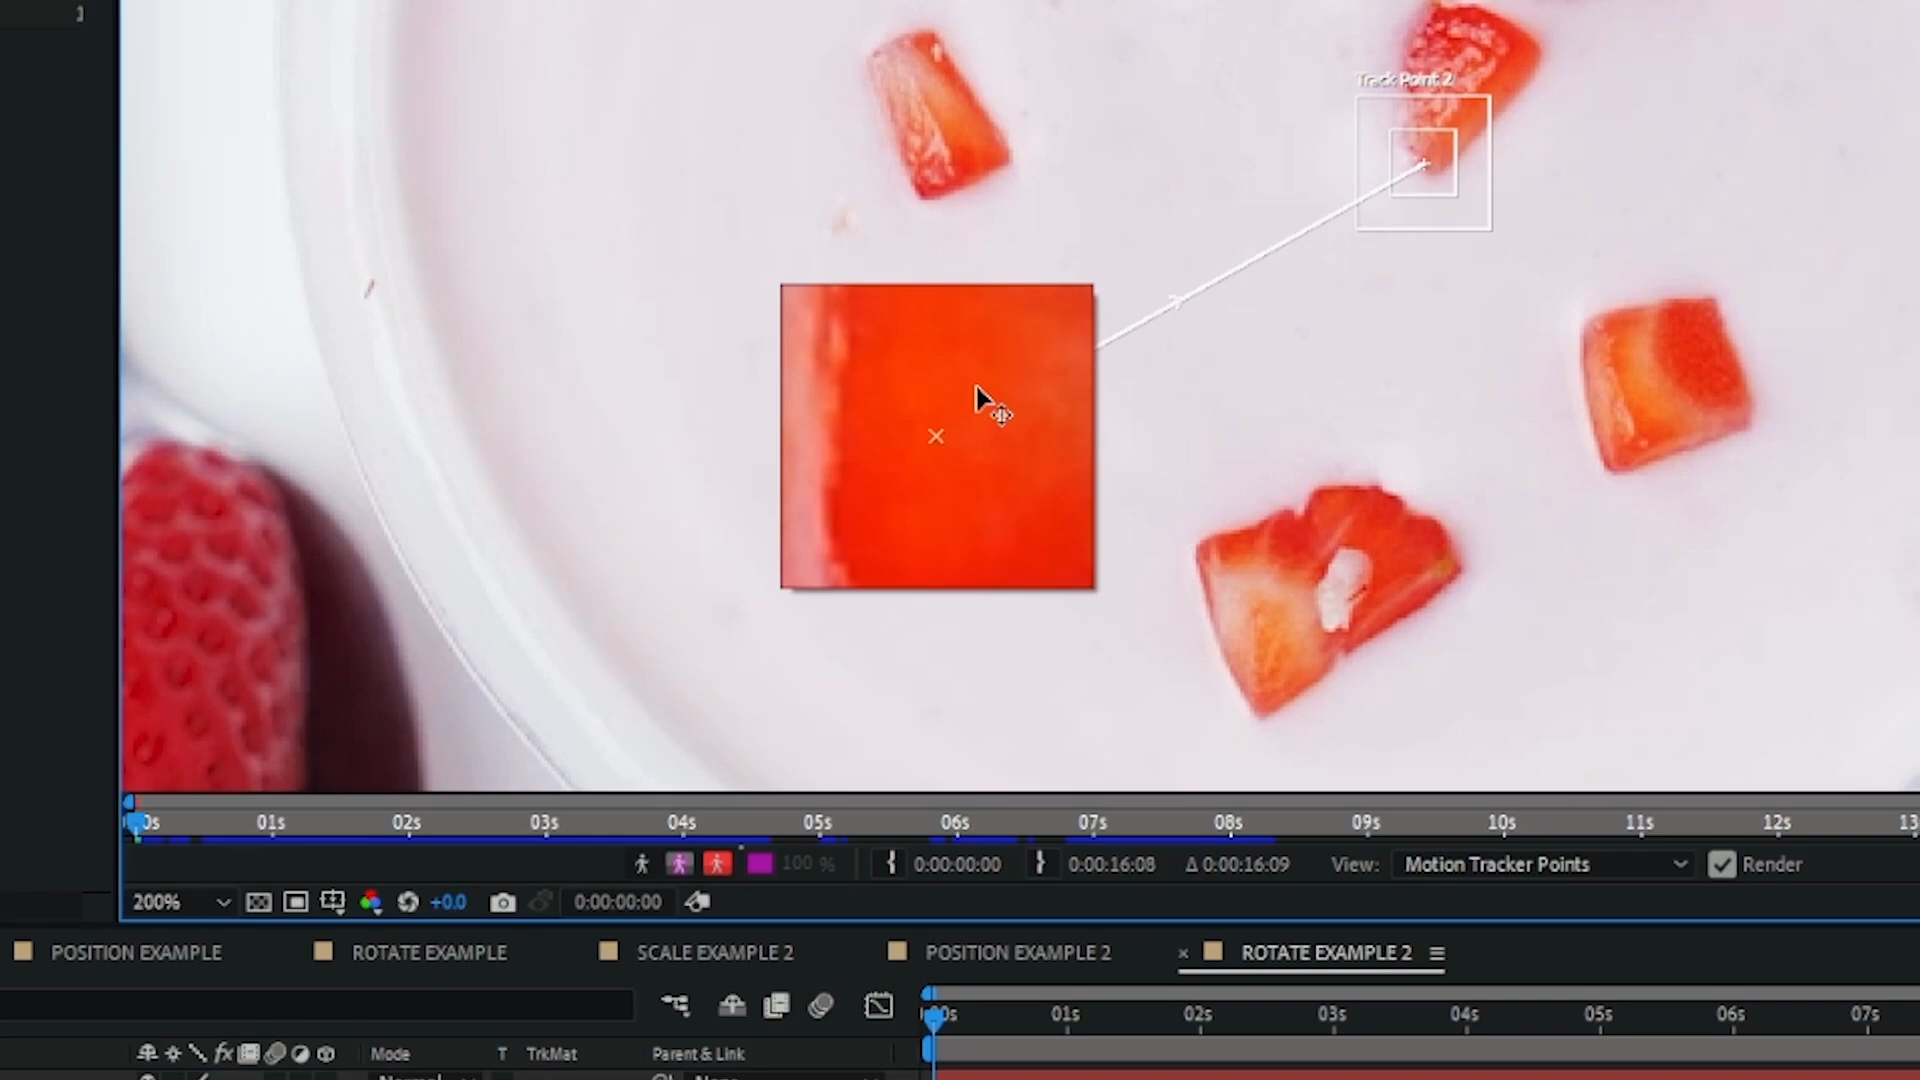 1
Track Point 2
0s 01s 02s 03s 04s 05s 06s 07s 08s 09s 10s 11s 12s 13
100 % { 0:00:00:00 } 0:00:16:08 Δ 0:00:16:09 View: Motion Tracker Points Render
200% +0.0 0:00:00:00
POSITION EXAMPLE ROTATE EXAMPLE SCALE EXAMPLE 2 POSITION EXAMPLE 2 × ROTATE EXAMPLE 2
00s 01s 02s 03s 04s 05s 06s 07s
fx Mode T TrkMat Parent & Link